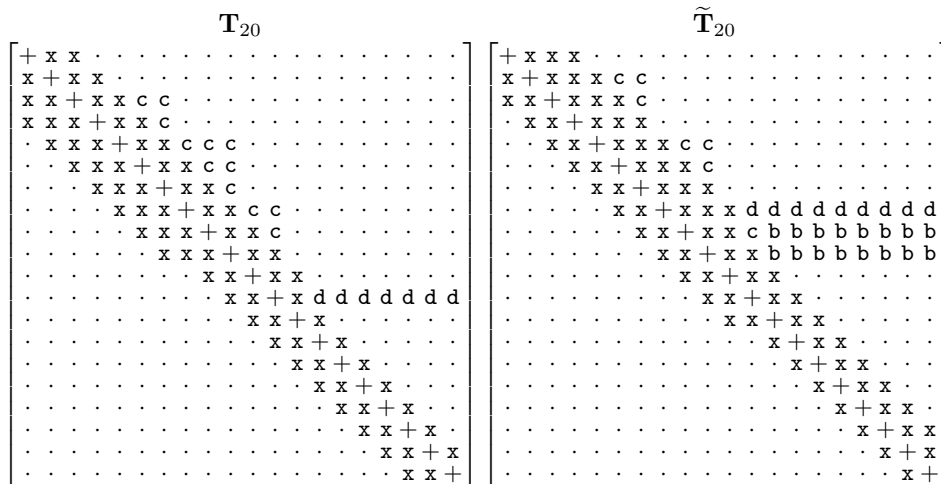 T₂₀ T̃₂₀
+ x x . . . . . . . . . . . . . . . . . + x x x . . . . . . . . . . . . . . . .
x + x x . . . . . . . . . . . . . . . . x + x x x c c . . . . . . . . . . . . .
x x + x x c c . . . . . . . . . . . . . x x + x x x c . . . . . . . . . . . . .
x x x + x x c . . . . . . . . . . . . . . x x + x x x . . . . . . . . . . . . .
. x x x + x x c c c . . . . . . . . . . . . x x + x x x c c . . . . . . . . . .
. . x x x + x x c c . . . . . . . . . . . . . x x + x x x c . . . . . . . . . .
. . . x x x + x x c . . . . . . . . . . . . . . x x + x x x . . . . . . . . . .
. . . . x x x + x x c c . . . . . . . . . . . . . x x + x x x d d d d d d d d d
. . . . . x x x + x x c . . . . . . . . . . . . . . x x + x x c b b b b b b b b
. . . . . . x x x + x x . . . . . . . . . . . . . . . x x + x x b b b b b b b b
. . . . . . . . x x + x x . . . . . . . . . . . . . . . x x + x x . . . . . . .
. . . . . . . . . x x + x d d d d d d d . . . . . . . . . x x + x x . . . . . .
. . . . . . . . . . x x + x . . . . . . . . . . . . . . . . x x + x x . . . . .
. . . . . . . . . . . x x + x . . . . . . . . . . . . . . . . . x + x x . . . .
. . . . . . . . . . . . x x + x . . . . . . . . . . . . . . . . . x + x x . . .
. . . . . . . . . . . . . x x + x . . . . . . . . . . . . . . . . . x + x x . .
. . . . . . . . . . . . . . x x + x . . . . . . . . . . . . . . . . . x + x x .
. . . . . . . . . . . . . . . x x + x . . . . . . . . . . . . . . . . . x + x x
. . . . . . . . . . . . . . . . x x + x . . . . . . . . . . . . . . . . . x + x
. . . . . . . . . . . . . . . . . x x + . . . . . . . . . . . . . . . . . . x +